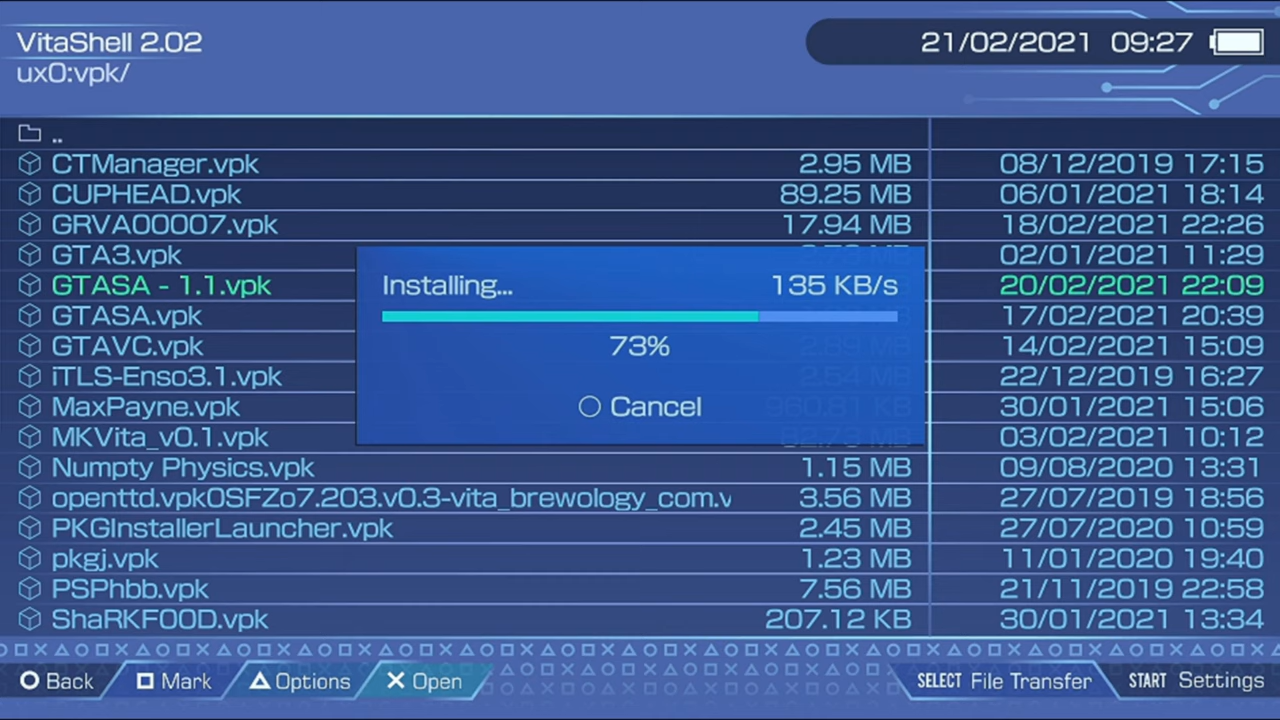 VitaShell 2.02
21/02/2021 09:27
ux0:vpk/
..
CTManager.vpk 2.95 MB 08/12/2019 17:15
CUPHEAD.vpk 89.25 MB 06/01/2021 18:14
GRVA00007.vpk 17.94 MB 18/02/2021 22:26
GTA3.vpk 02/01/2021 11:29
GTASA - 1.1.vpk 20/02/2021 22:09
GTASA.vpk 17/02/2021 20:39
GTAVC.vpk 2.89 MB 14/02/2021 15:09
iTLS-Enso3.1.vpk 2.54 MB 22/12/2019 16:27
MaxPayne.vpk 960.81 KB 30/01/2021 15:06
MKVita_v0.1.vpk 03/02/2021 10:12
Numpty Physics.vpk 1.15 MB 09/08/2020 13:31
openttd.vpk0SFZo7.203.v0.3-vita_brewology_com.v 3.56 MB 27/07/2019 18:56
PKGInstallerLauncher.vpk 2.45 MB 27/07/2020 10:59
pkgj.vpk 1.23 MB 11/01/2020 19:40
PSPhbb.vpk 7.56 MB 21/11/2019 22:58
ShaRKF00D.vpk 207.12 KB 30/01/2021 13:34
Installing... 135 KB/s
73%
Cancel
Back Mark Options Open SELECT File Transfer START Settings